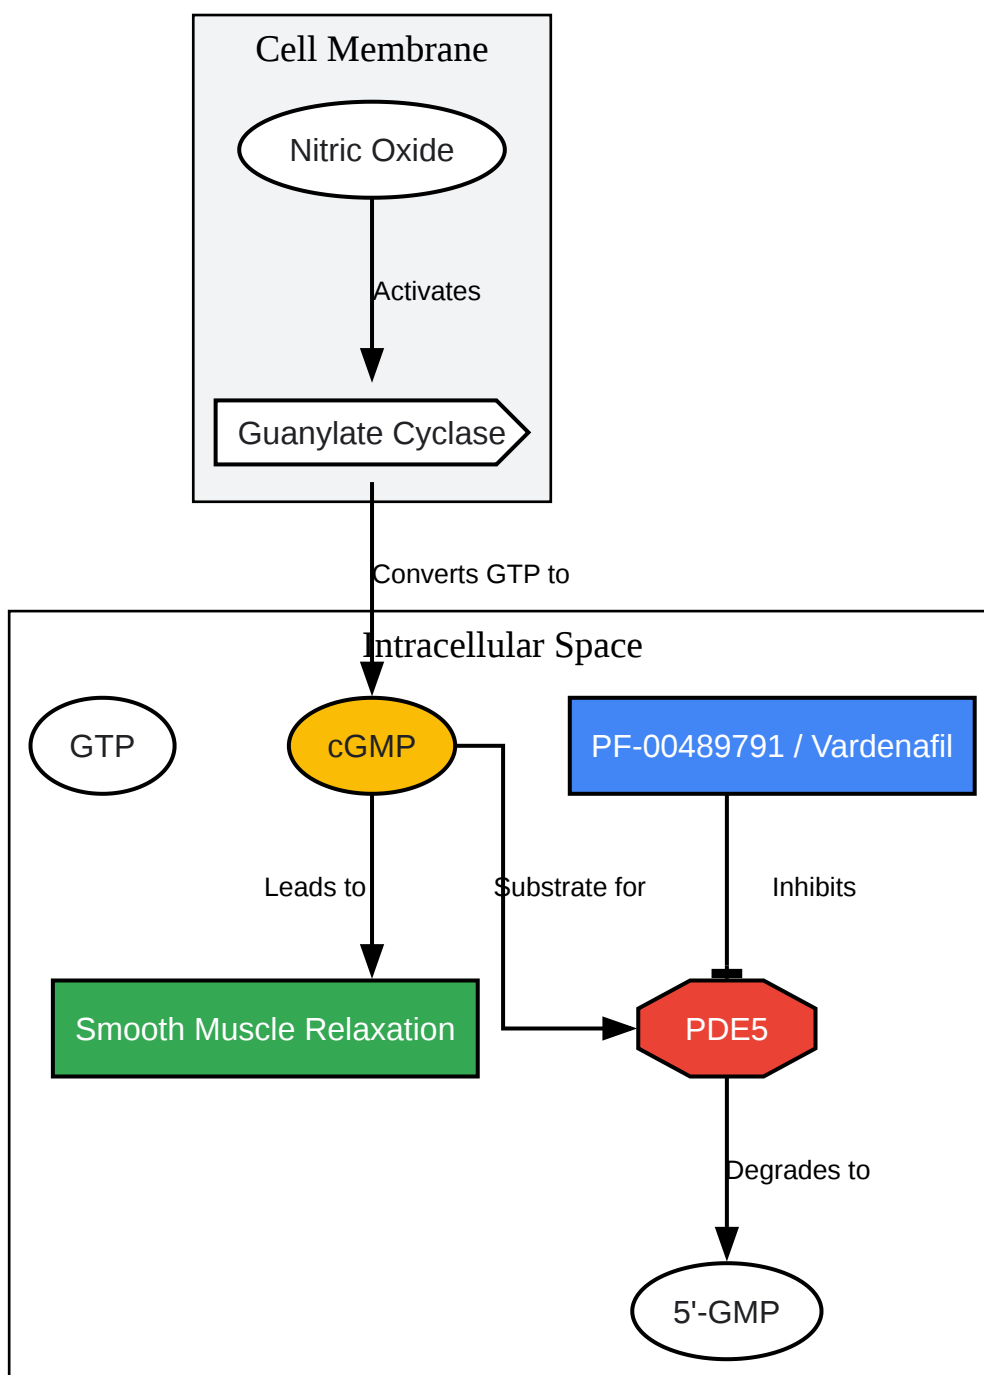 Cell Membrane
Nitric Oxide
Activates
Guanylate Cyclase
Converts GTP to
Intracellular Space
GTP
cGMP
PF-00489791 / Vardenafil
Leads to
Substrate for
Inhibits
Smooth Muscle Relaxation
PDE5
Degrades to
5'-GMP